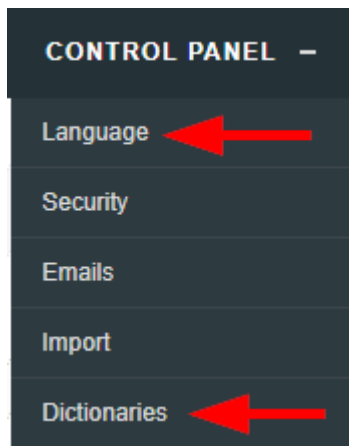 CONTROL PANEL –
Language
Security
Emails
Import
Dictionaries